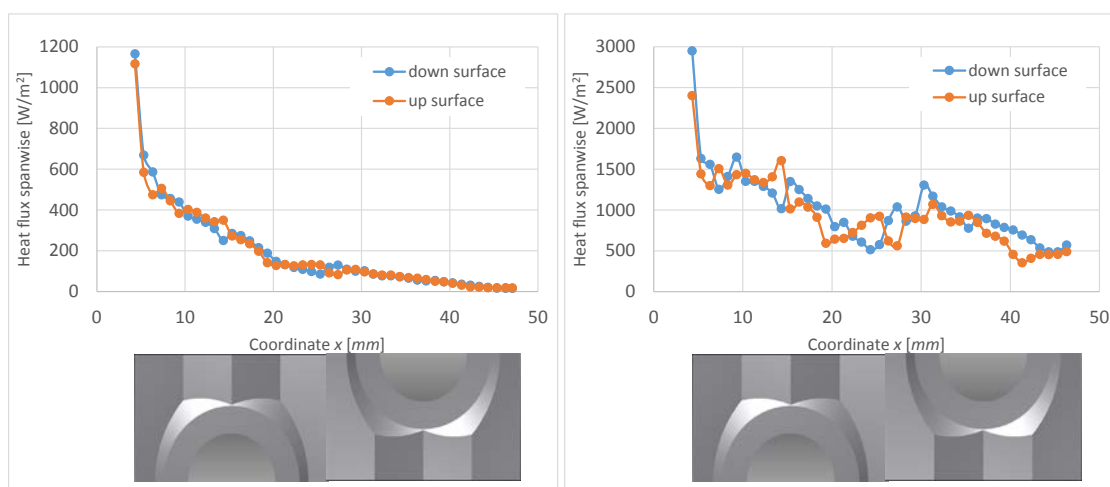 1200
1000
800
600
400
200
0
Heat flux spanwise [W/m²]
down surface
up surface
0 10 20 30 40 50
Coordinate x [mm]
3000
2500
2000
1500
1000
500
0
Heat flux spanwise [W/m²]
down surface
up surface
0 10 20 30 40 50
Coordinate x [mm]